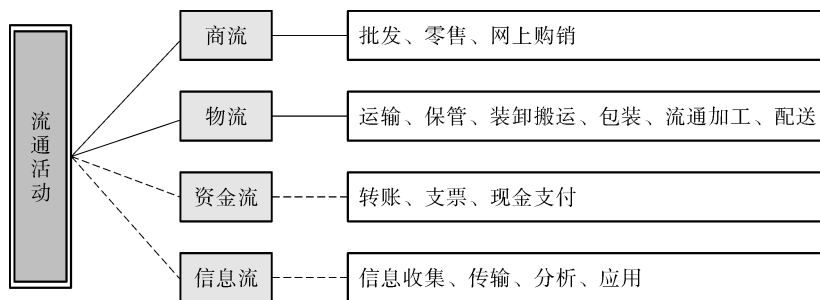 流通活动
商流
批发、零售、网上购销
物流
运输、保管、装卸搬运、包装、流通加工、配送
资金流
转账、支票、现金支付
信息流
信息收集、传输、分析、应用